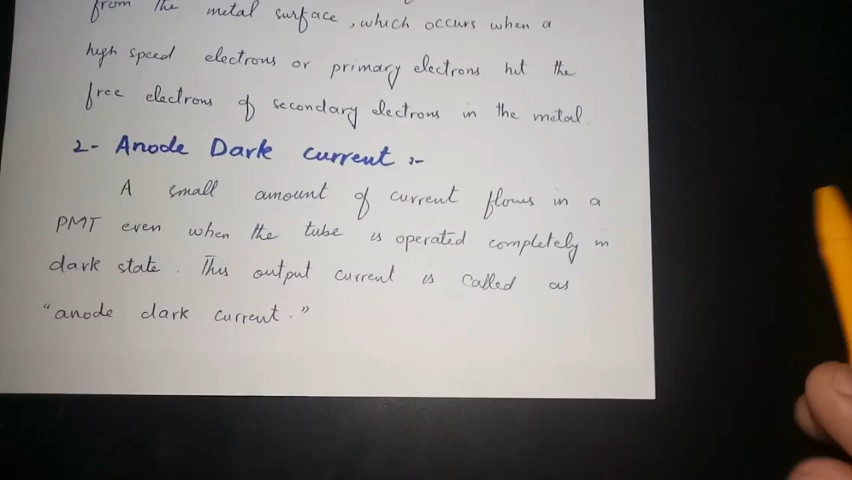 from the metal surface, which occurs when a
high speed electrons or primary electrons hit the
free electrons of secondary electrons in the metal.
2- Anode Dark current :-
A small amount of current flows in a
PMT even when the tube is operated completely in
dark state. This output current is called as
"anode dark current."